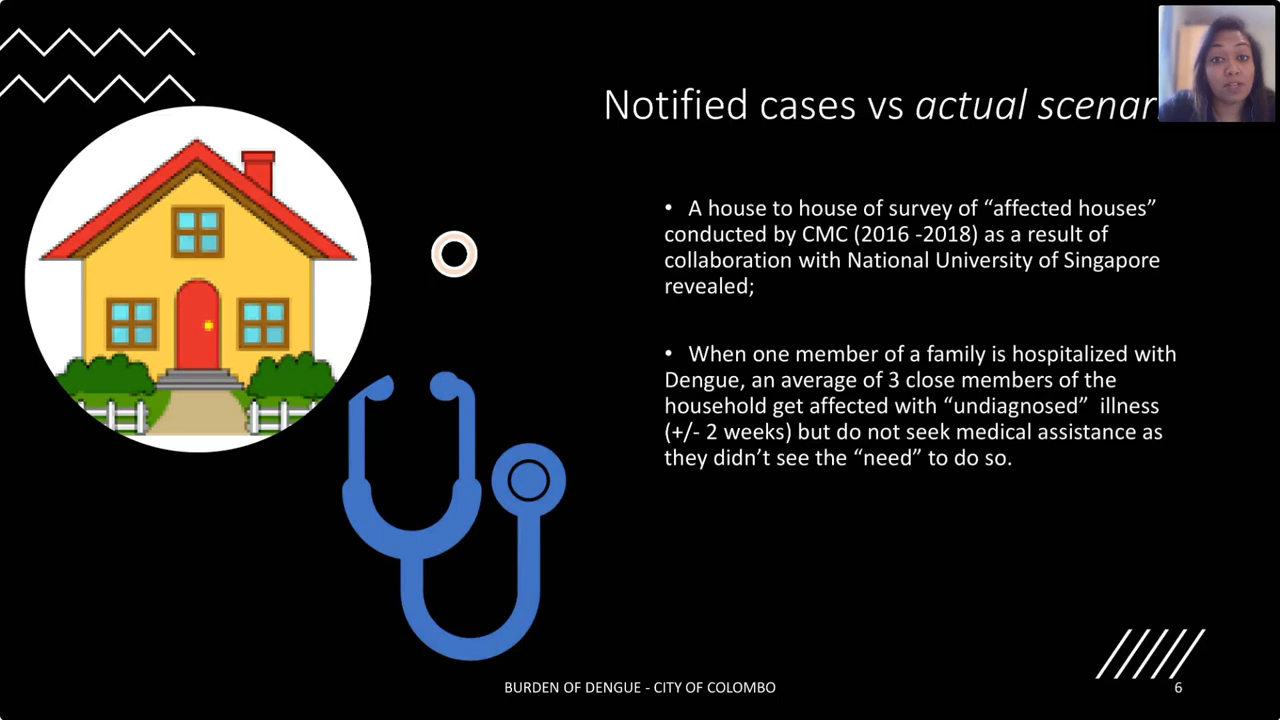 Notified cases vs actual scenar
• A house to house of survey of “affected houses”
conducted by CMC (2016 -2018) as a result of
collaboration with National University of Singapore
revealed;
• When one member of a family is hospitalized with
Dengue, an average of 3 close members of the
household get affected with “undiagnosed” illness
(+/- 2 weeks) but do not seek medical assistance as
they didn’t see the “need” to do so.
BURDEN OF DENGUE - CITY OF COLOMBO
6